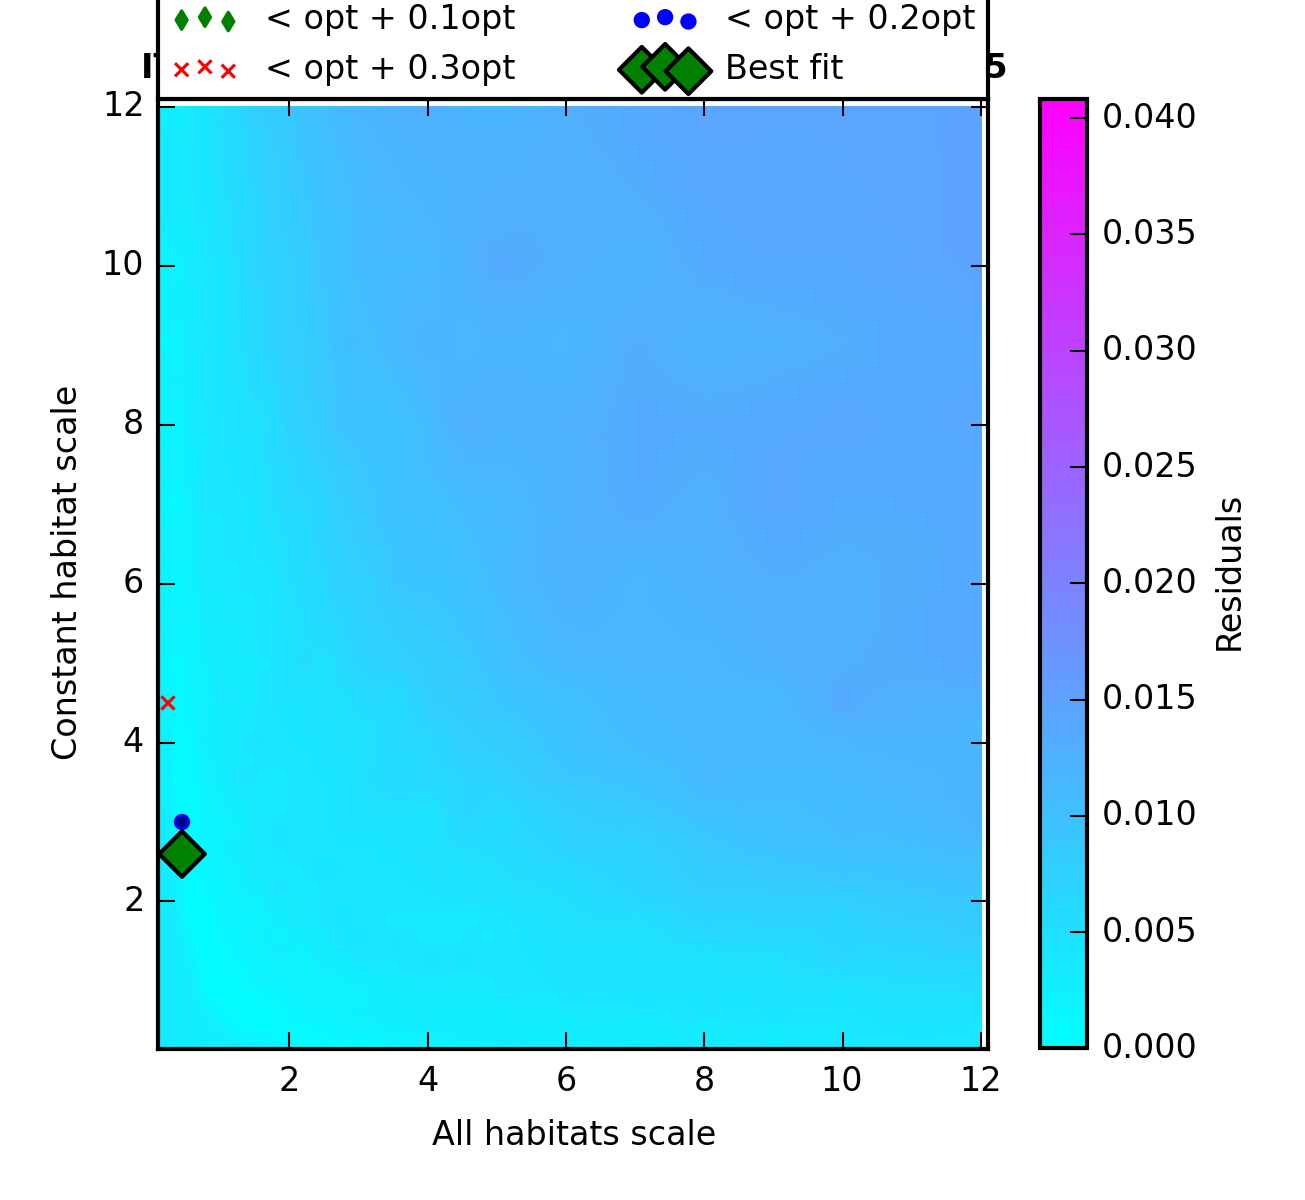 < opt + 0.1opt
< opt + 0.2opt
< opt + 0.3opt
Best fit
5
12
10
8
6
4
2
Constant habitat scale
2 4 6 8 10 12
All habitats scale
0.040
0.035
0.030
0.025
0.020
0.015
0.010
0.005
0.000
Residuals